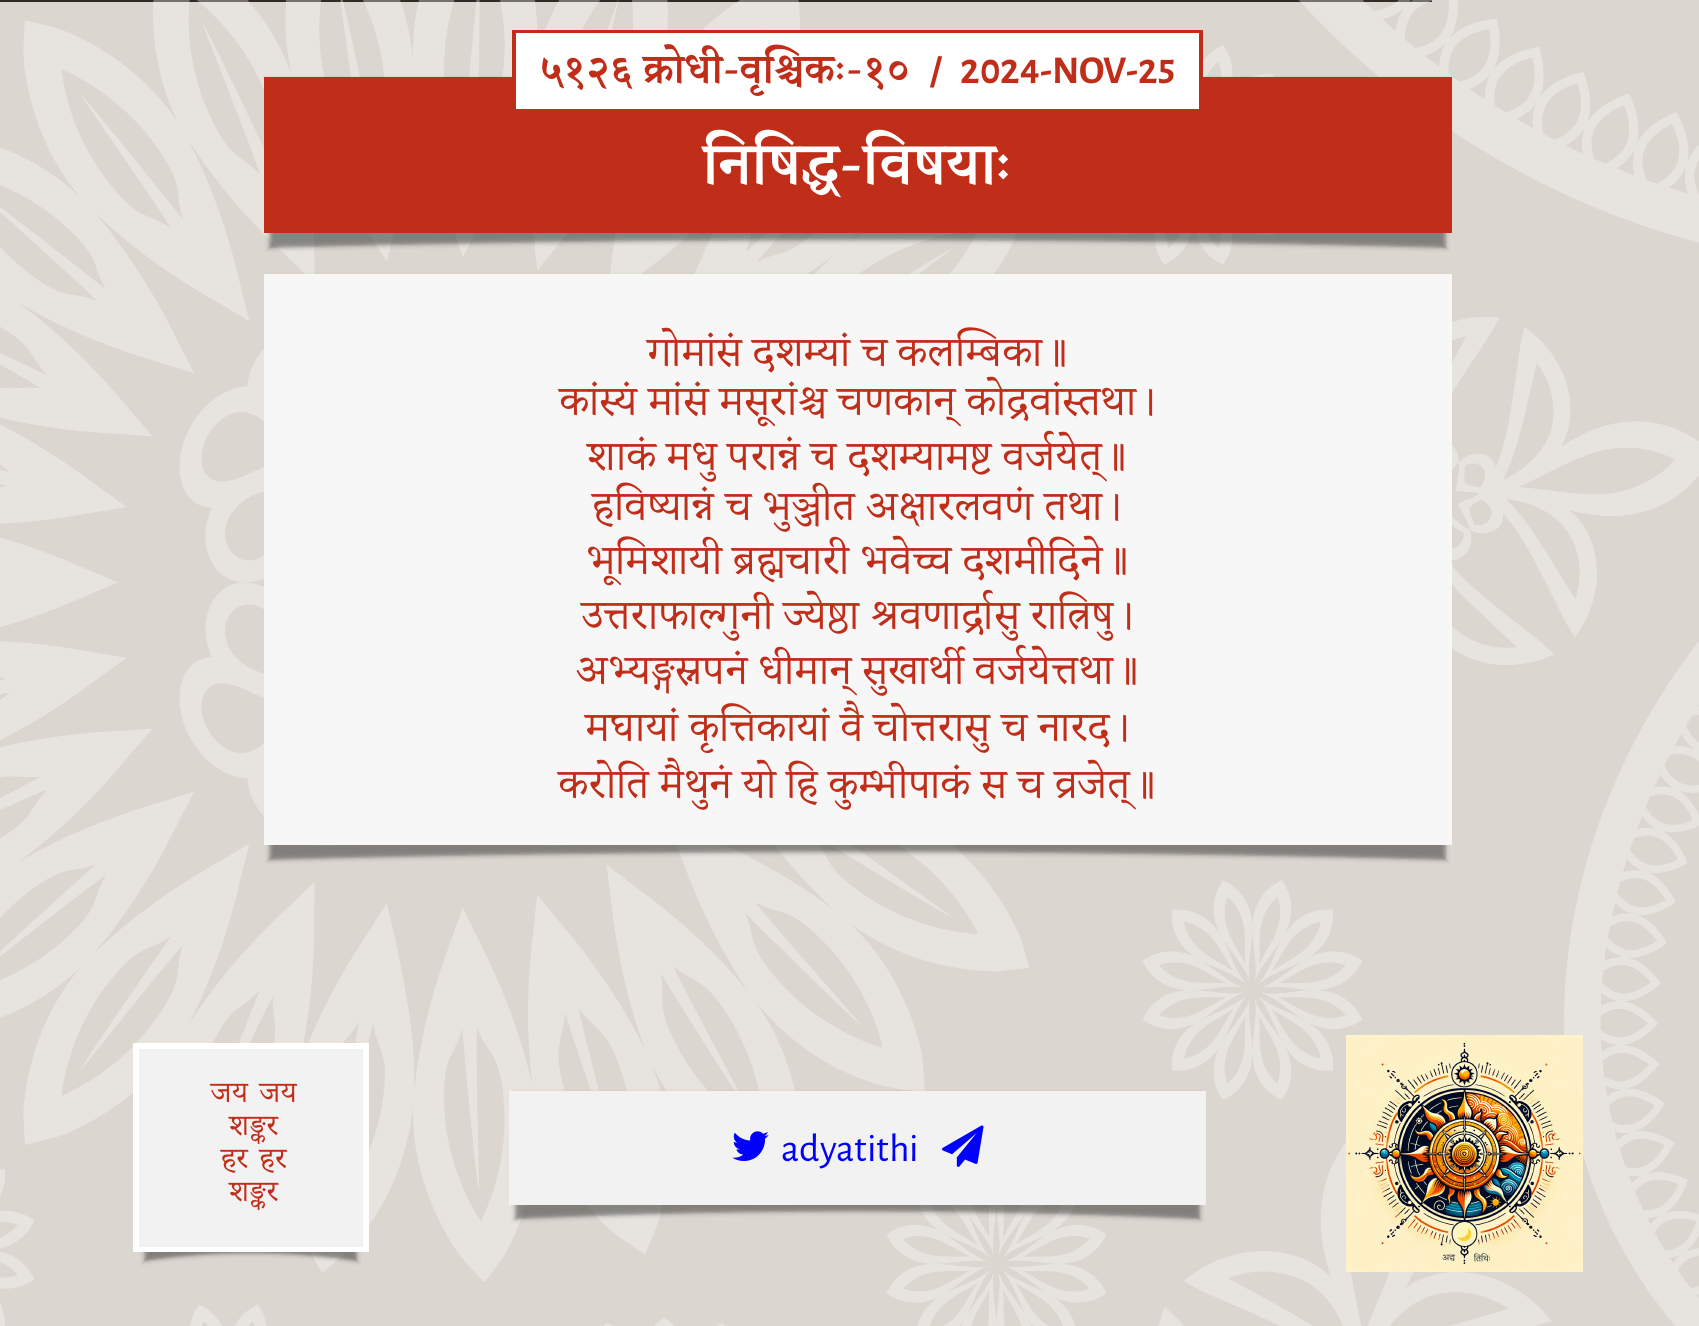 ५१२६ क्रोधी-वृश्चिकः-१० / 2024-NOV-25
निषिद्ध-विषयाः
गोमांसं दशम्यां च कलम्बिका॥
कांस्यं मांसं मसूरांश्च चणकान् कोद्रवांस्तथा।
शाकं मधु परान्नं च दशम्यामष्ट वर्जयेत्॥
हविष्यान्नं च भुञ्जीत अक्षारलवणं तथा।
भूमिशायी ब्रह्मचारी भवेच्च दशमीदिने॥
उत्तराफाल्गुनी ज्येष्ठा श्रवणार्द्रासु रात्रिषु।
अभ्यङ्गस्नपनं धीमान् सुखार्थी वर्जयेत्तथा॥
मघायां कृत्तिकायां वै चोत्तरासु च नारद।
करोति मैथुनं यो हि कुम्भीपाकं स च व्रजेत्॥
जय जय
शङ्कर
हर हर
शङ्कर
adyatithi
अद्य तिथिः